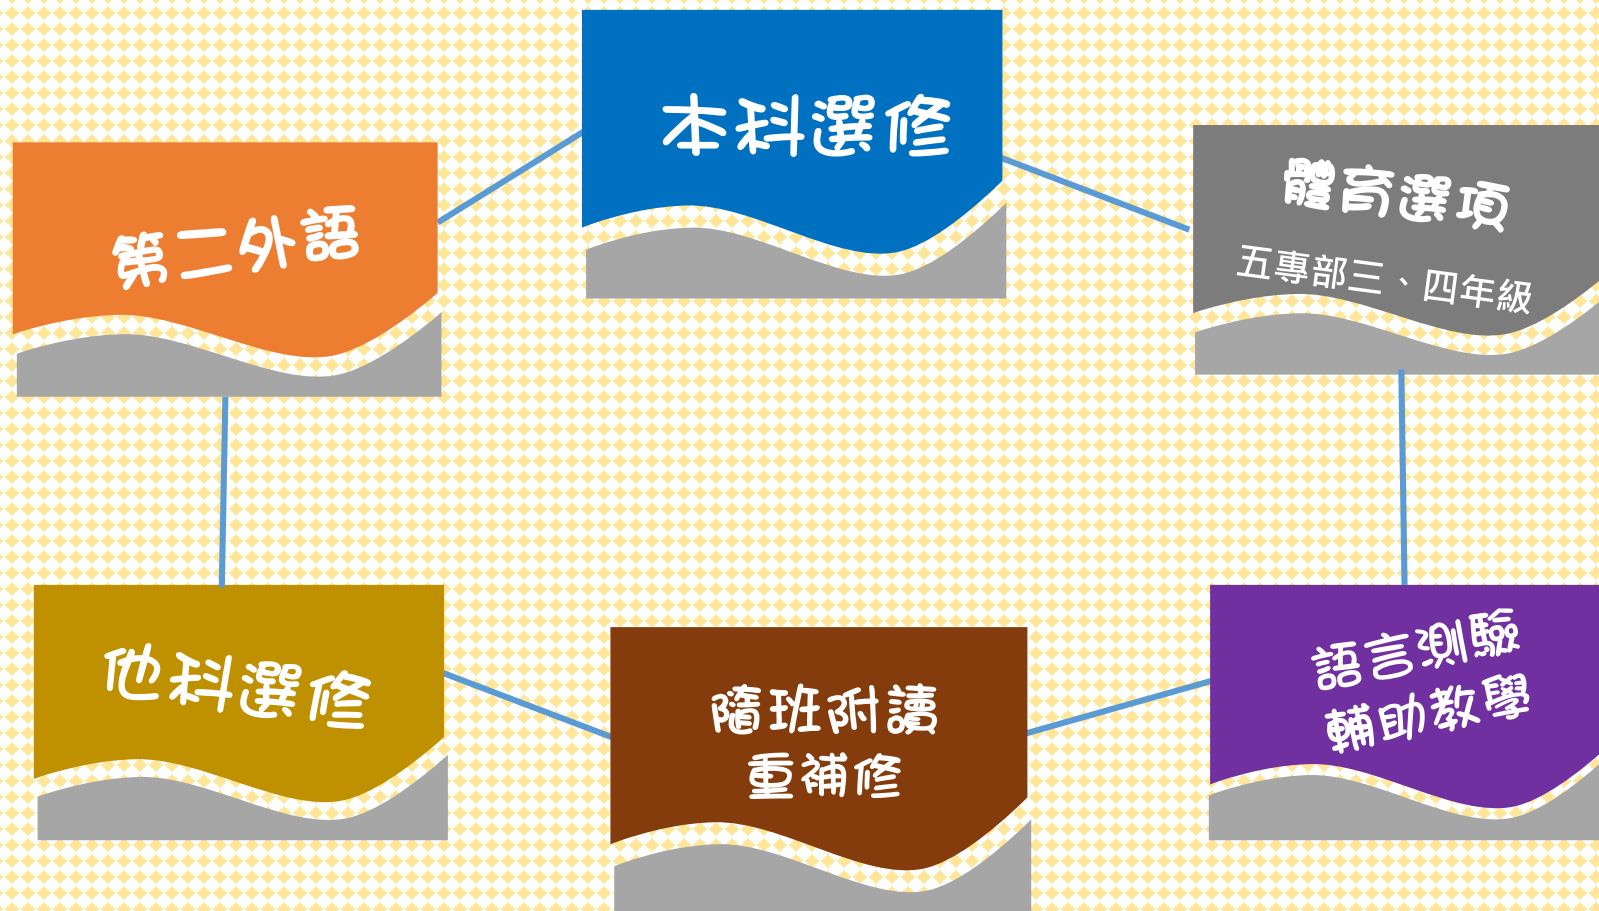 本科選修
第二外語
體育選項
五專部三、四年級
他科選修
隨班附讀
重補修
語言測驗
輔助教學